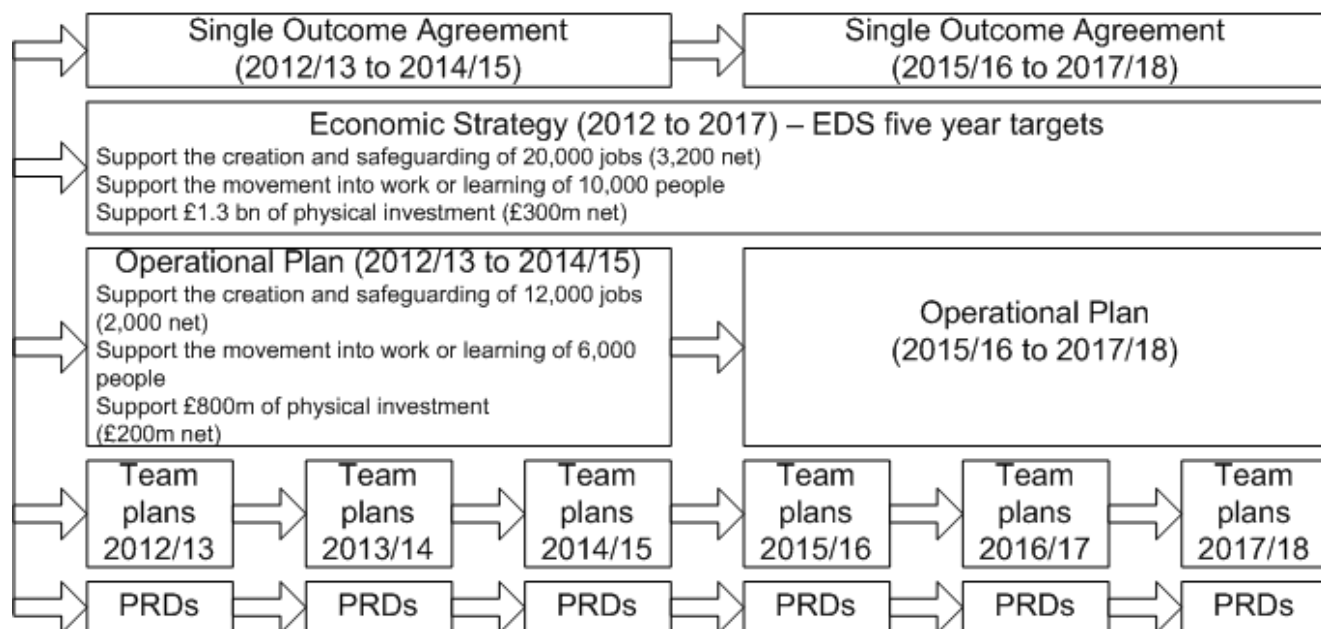 Single Outcome Agreement
(2012/13 to 2014/15)
Single Outcome Agreement
(2015/16 to 2017/18)
Economic Strategy (2012 to 2017) – EDS five year targets
Support the creation and safeguarding of 20,000 jobs (3,200 net)
Support the movement into work or learning of 10,000 people
Support £1.3 bn of physical investment (£300m net)
Operational Plan (2012/13 to 2014/15)
Support the creation and safeguarding of 12,000 jobs
(2,000 net)
Support the movement into work or learning of 6,000
people
Support £800m of physical investment
(£200m net)
Operational Plan
(2015/16 to 2017/18)
Team
plans
2012/13
Team
plans
2013/14
Team
plans
2014/15
Team
plans
2015/16
Team
plans
2016/17
Team
plans
2017/18
PRDs
PRDs
PRDs
PRDs
PRDs
PRDs